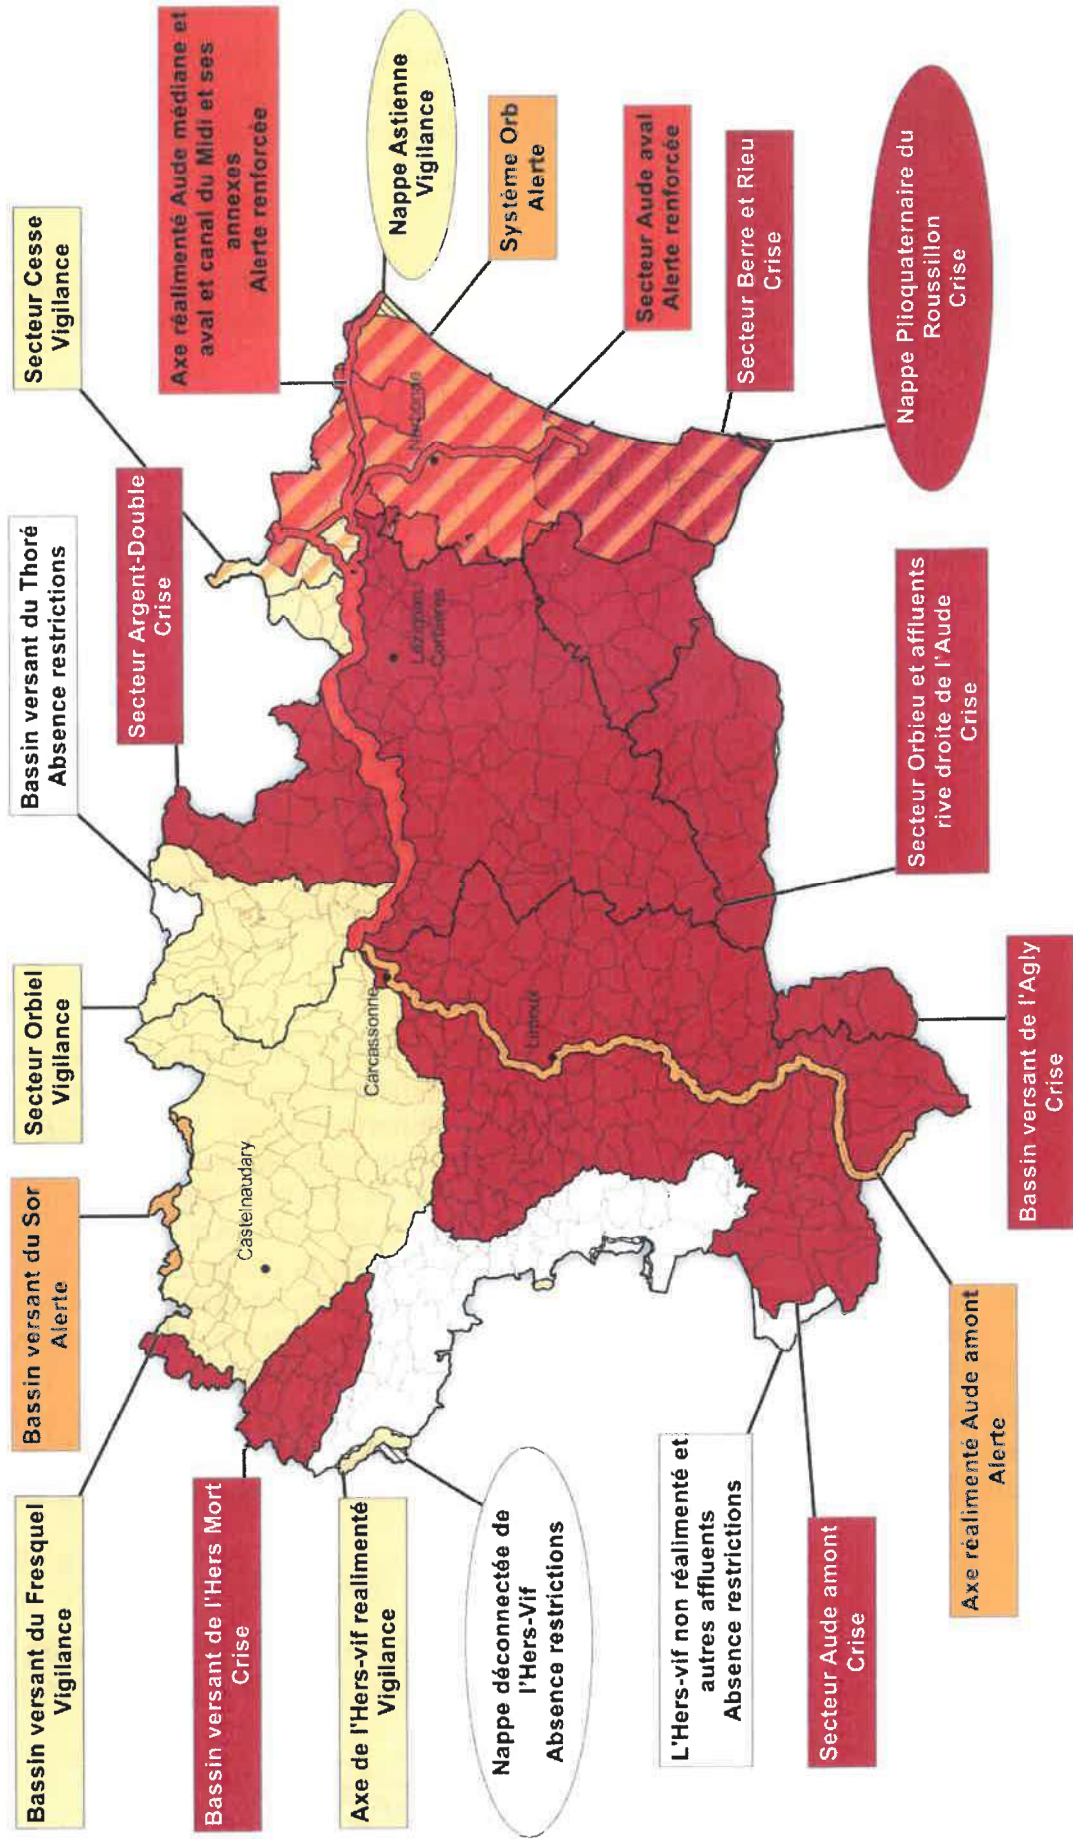 Bassin versant du Fresquel
Vigilance
Bassin versant du Sor
Alerte
Secteur Orbiel
Vigilance
Bassin versant du Thoré
Absence restrictions
Secteur Cesse
Vigilance
Bassin versant de l'Hers Mort
Crise
Secteur Argent-Double
Crise
Axe réalimenté Aude médiane et
aval et canal du Midi et ses
annexes
Alerte renforcée
Axe de l'Hers-vif realimenté
Vigilance
Nappe Astienne
Vigilance
Nappe déconnectée de
l'Hers-Vif
Absence restrictions
Système Orb
Alerte
Castelnaudary
Carcassonne
Limoux
Lézignan-
Corbières
Narbonne
Secteur Aude aval
Alerte renforcée
L'Hers-vif non réalimenté et
autres affluents
Absence restrictions
Secteur Berre et Rieu
Crise
Secteur Aude amont
Crise
Axe réalimenté Aude amont
Alerte
Bassin versant de l'Agly
Crise
Secteur Orbieu et affluents
rive droite de l'Aude
Crise
Nappe Plioquaternaire du
Roussillon
Crise